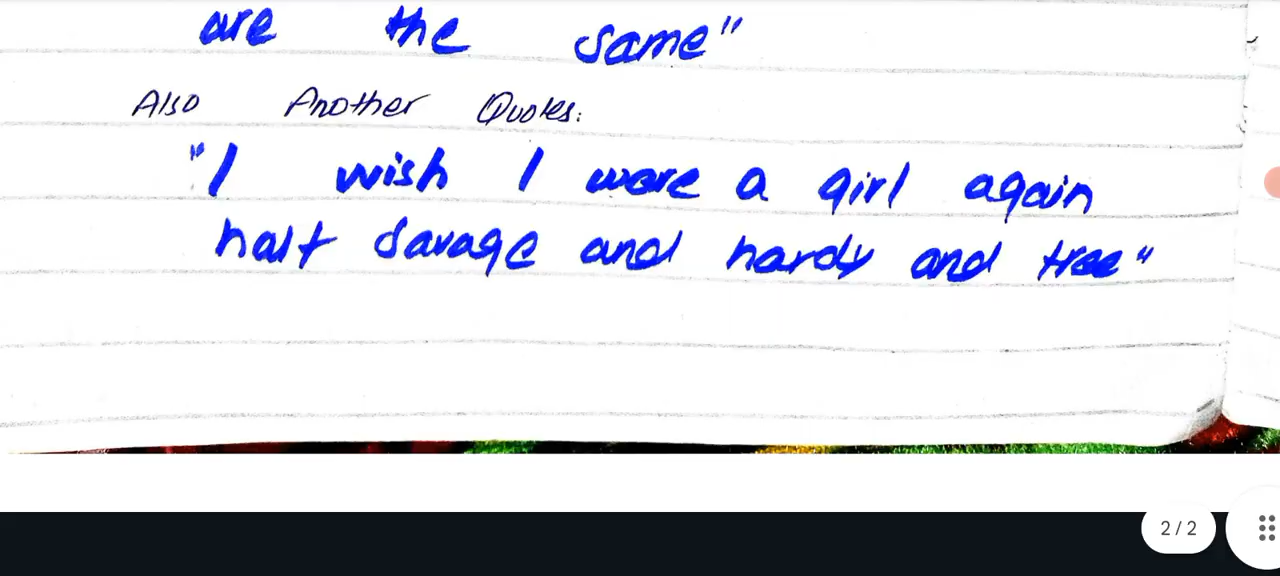 are the same"
Also Another Quotes:
"I wish I were a girl again
half savage and hardy and free"
2/2